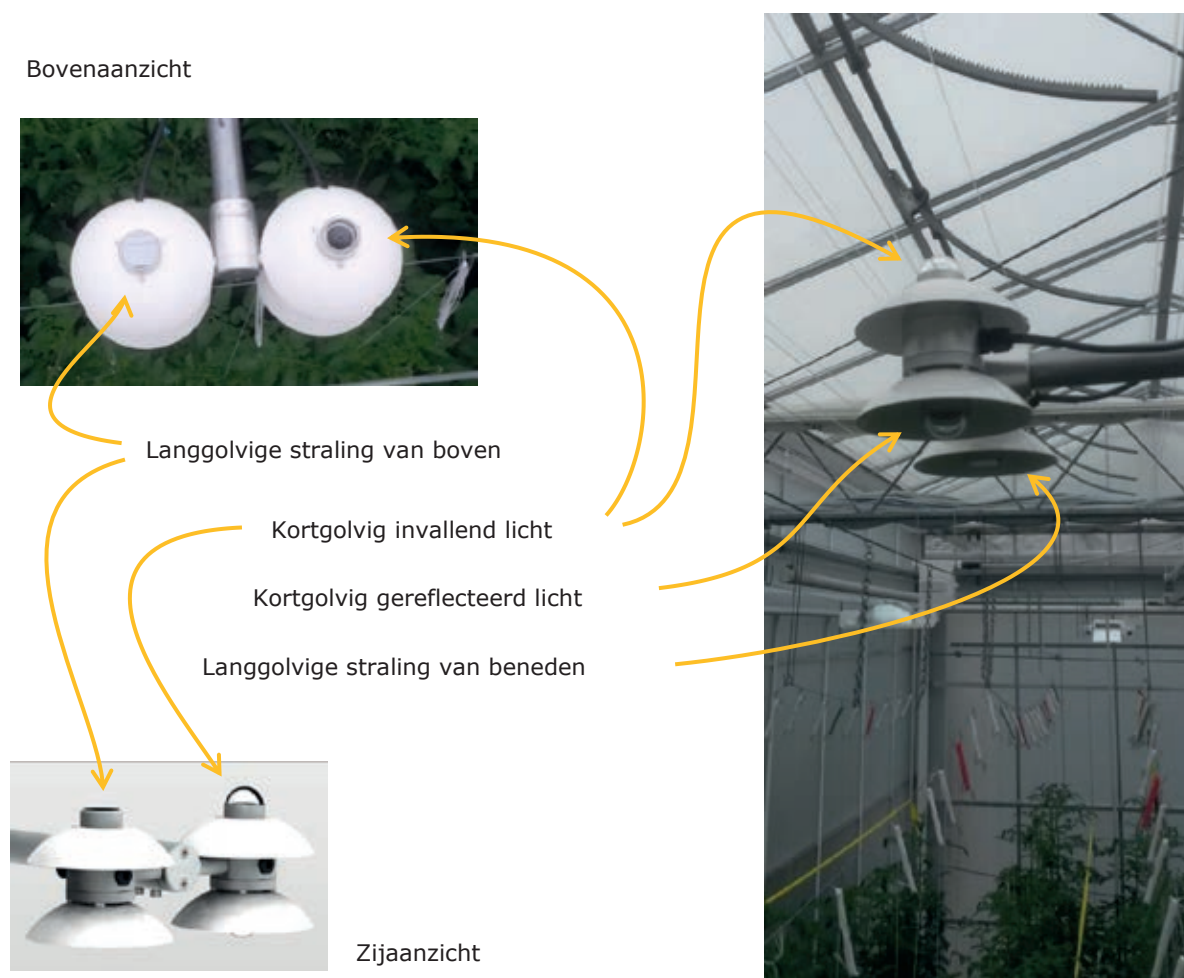 Bovenaanzicht
Langgolvige straling van boven
Kortgolvig invallend licht
Kortgolvig gereflecteerd licht
Langgolvige straling van beneden
Zijaanzicht